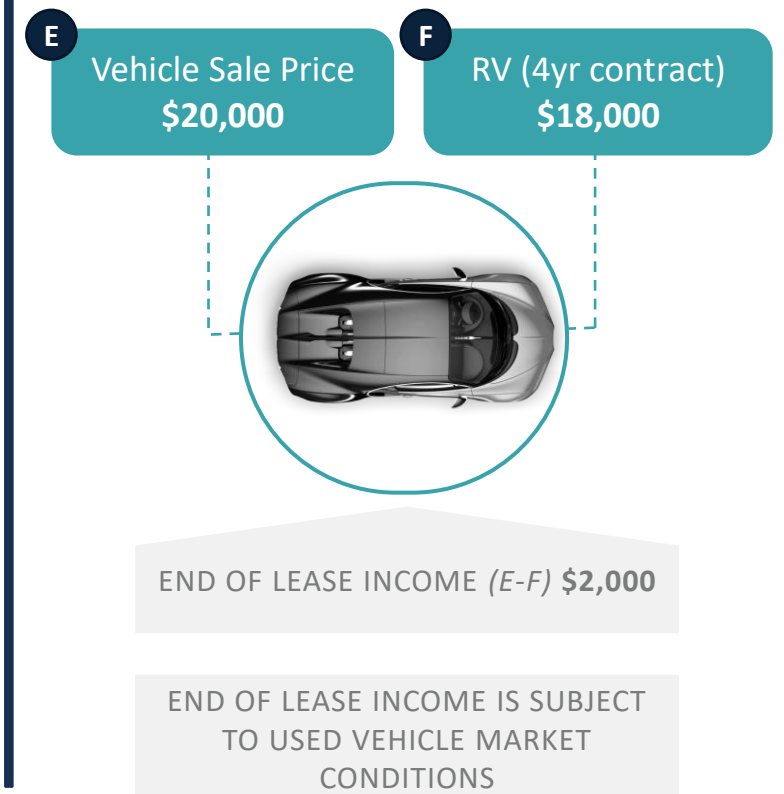 E
Vehicle Sale Price
$20,000
F
RV (4yr contract)
$18,000
END OF LEASE INCOME (E-F) $2,000
END OF LEASE INCOME IS SUBJECT
TO USED VEHICLE MARKET
CONDITIONS